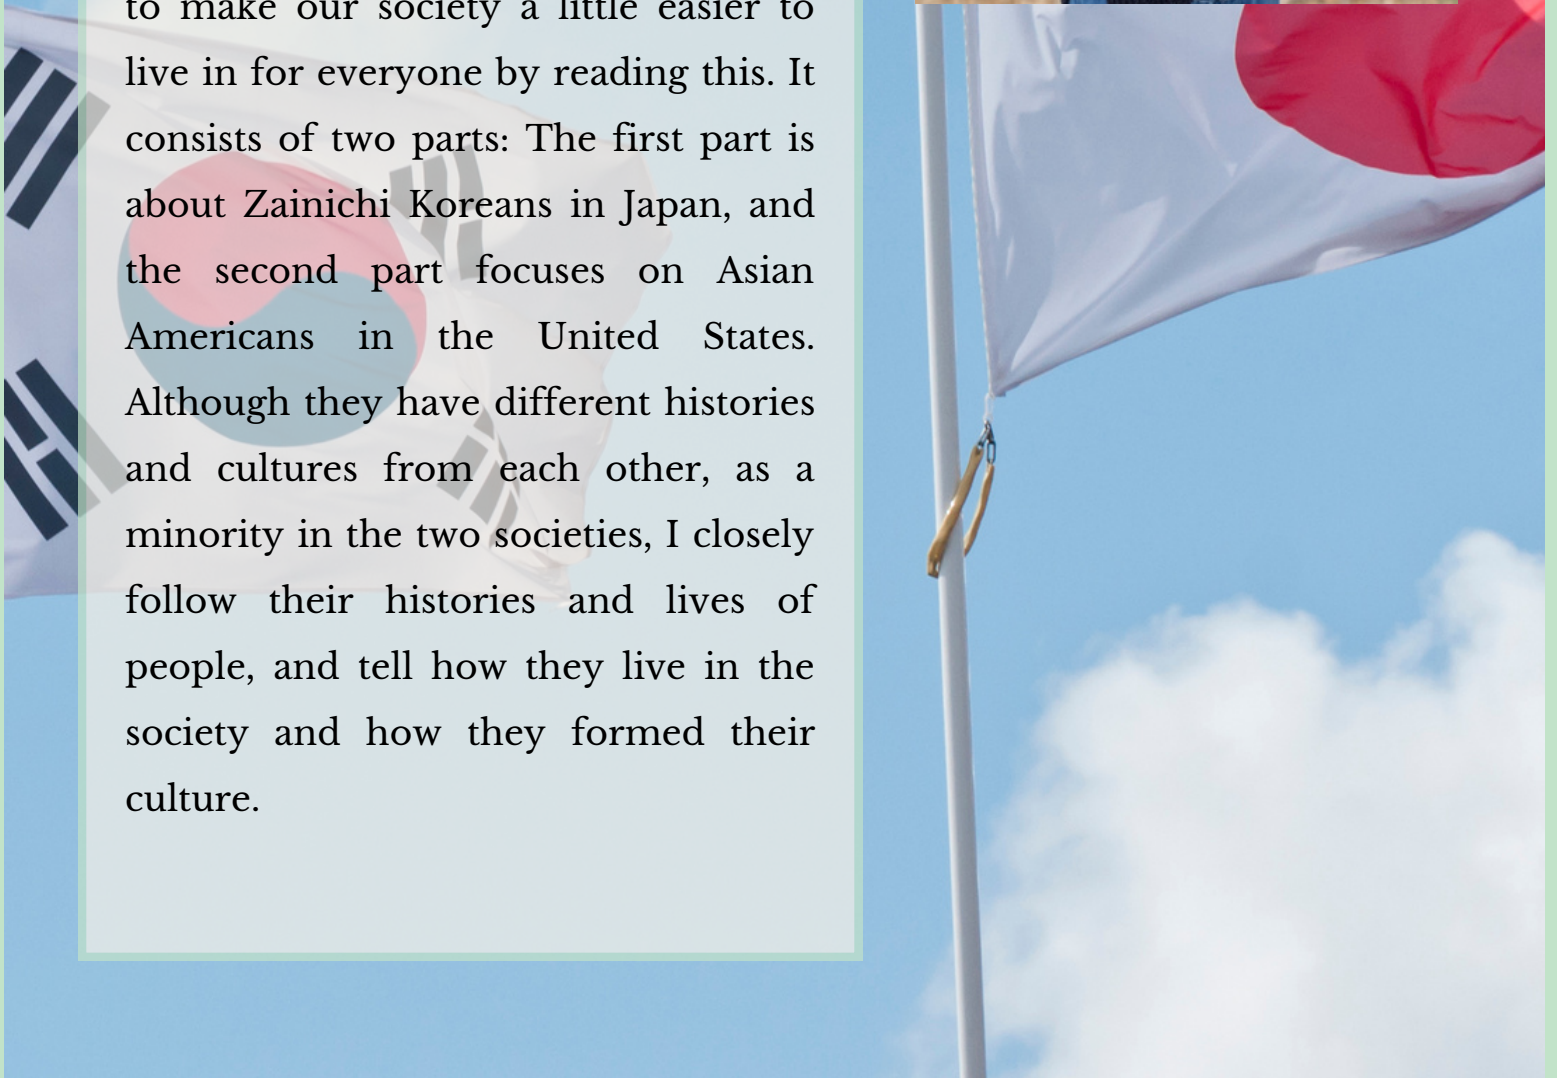 to make our society a little easier to
live in for everyone by reading this. It
consists of two parts: The first part is
about Zainichi Koreans in Japan, and
the second part focuses on Asian
Americans in the United States.
Although they have different histories
and cultures from each other, as a
minority in the two societies, I closely
follow their histories and lives of
people, and tell how they live in the
society and how they formed their
culture.